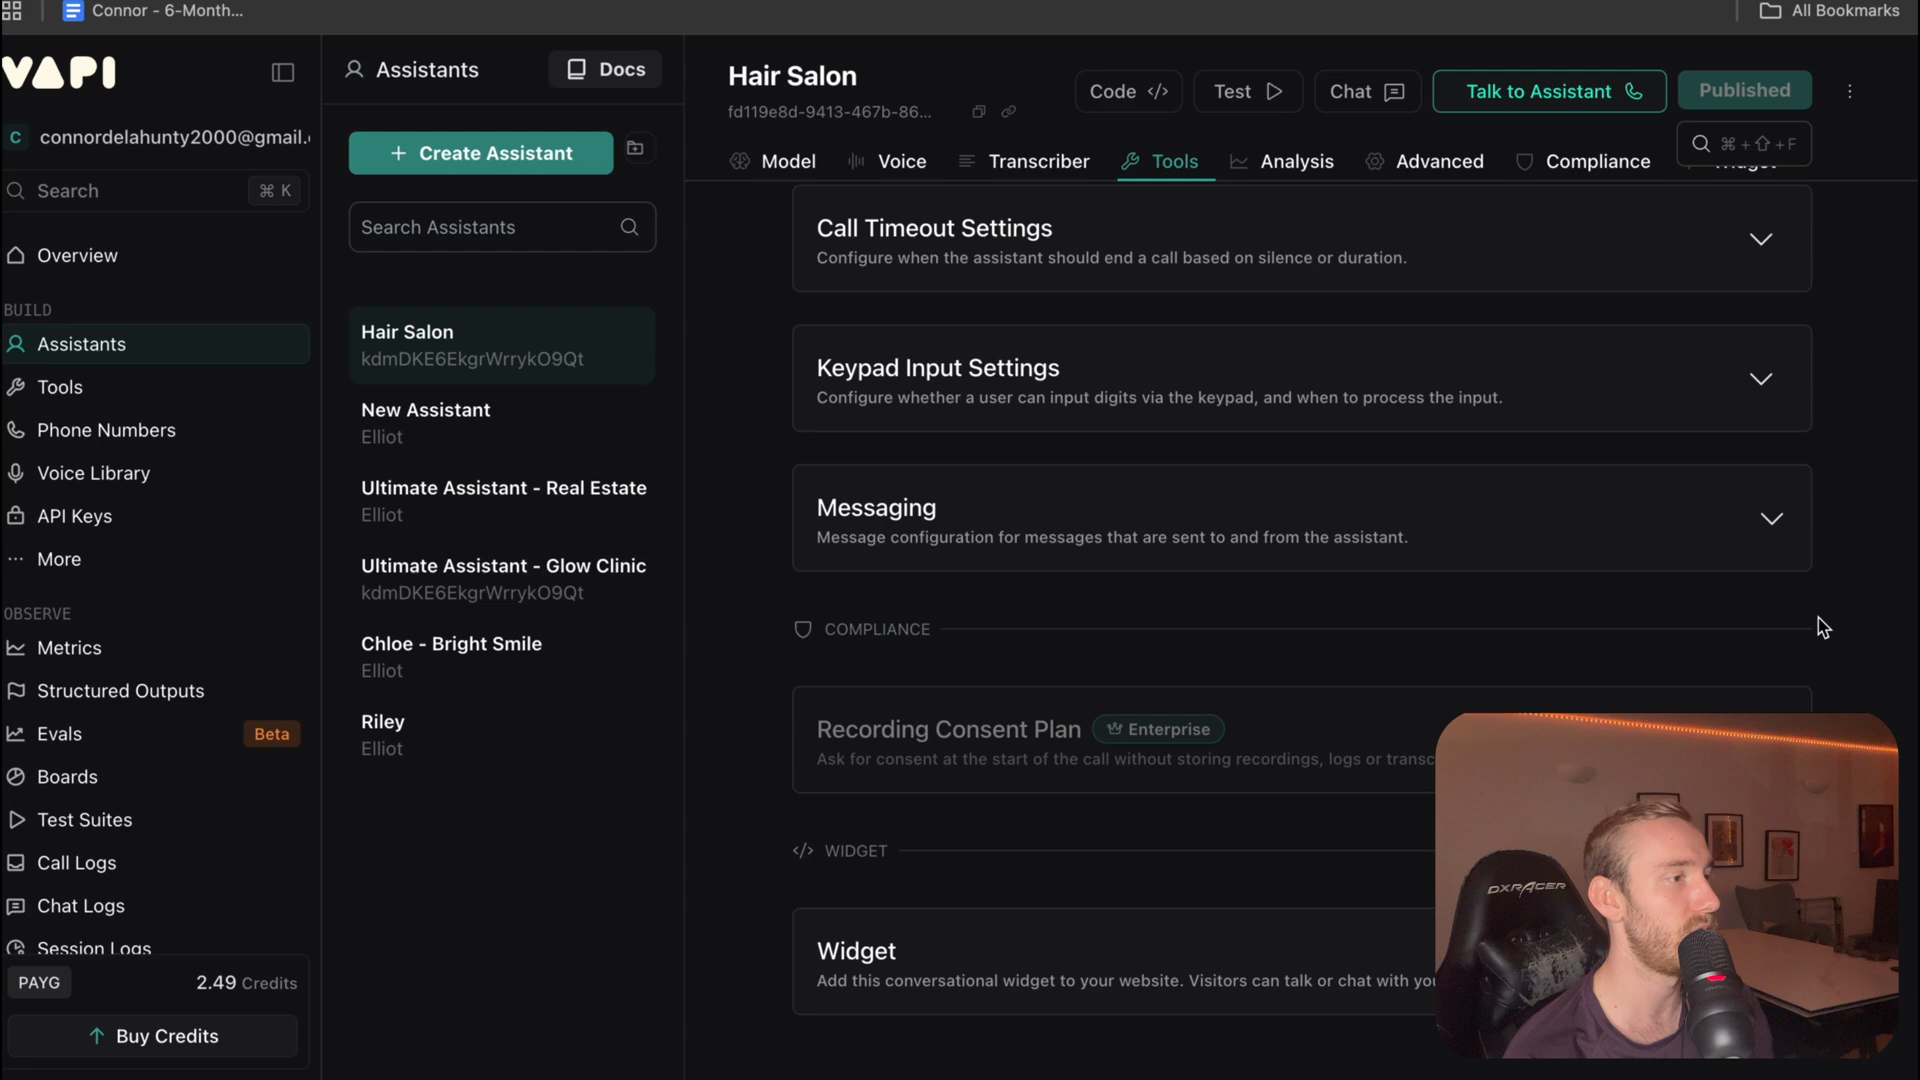 Connor - 6-Month...
All Bookmarks
VAPI
C connordelahunty2000@gmail.
Search ⌘ K
Overview
BUILD
Assistants
Tools
Phone Numbers
Voice Library
API Keys
More
OBSERVE
Metrics
Structured Outputs
Evals Beta
Boards
Test Suites
Call Logs
Chat Logs
Session Logs
PAYG 2.49 Credits
Buy Credits
Assistants
Docs
+ Create Assistant
Search Assistants
Hair Salon
kdmDKE6EkgrWrrykO9Qt
New Assistant
Elliot
Ultimate Assistant - Real Estate
Elliot
Ultimate Assistant - Glow Clinic
kdmDKE6EkgrWrrykO9Qt
Chloe - Bright Smile
Elliot
Riley
Elliot
Hair Salon
fd119e8d-9413-467b-86...
Code </>
Test
Chat
Talk to Assistant
Published
⌘ + ⇧ + F
Model
Voice
Transcriber
Tools
Analysis
Advanced
Compliance
Widget
Call Timeout Settings
Configure when the assistant should end a call based on silence or duration.
Keypad Input Settings
Configure whether a user can input digits via the keypad, and when to process the input.
Messaging
Message configuration for messages that are sent to and from the assistant.
COMPLIANCE
Recording Consent Plan Enterprise
Ask for consent at the start of the call without storing recordings, logs or transc
</> WIDGET
Widget
Add this conversational widget to your website. Visitors can talk or chat with you
DXRACER